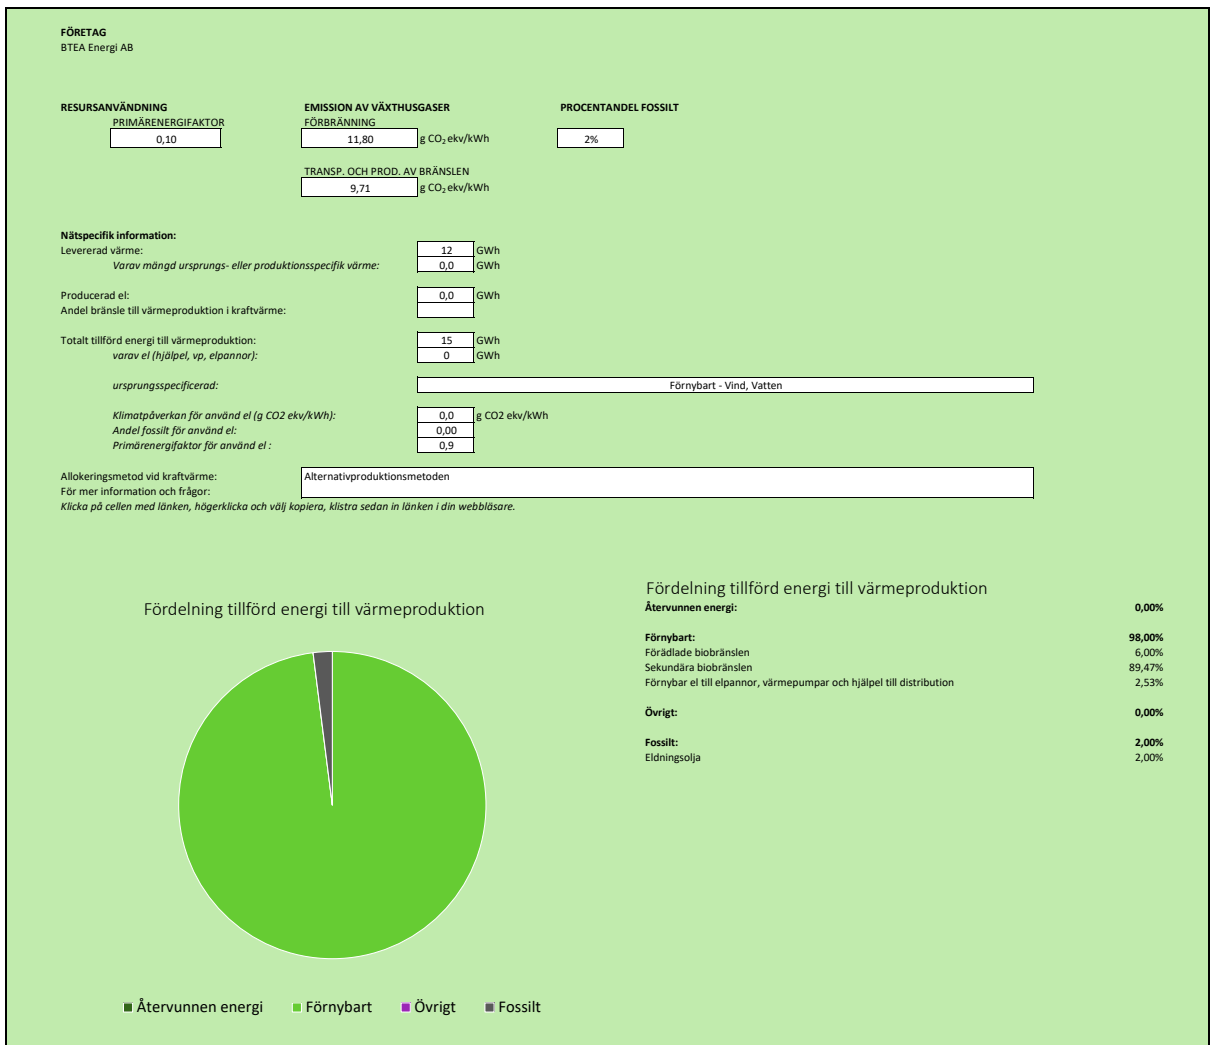 FÖRETAG
BTEA Energi AB
RESURSANVÄNDNING EMISSION AV VÄXTHUSGASER PROCENTANDEL FOSSILT
PRIMÄRENERGIFAKTOR FÖRBRÄNNING
0,10 11,80 g CO₂ ekv/kWh 2%
TRANSP. OCH PROD. AV BRÄNSLEN
9,71 g CO₂ ekv/kWh
Nätspecifik information:
Levererad värme: 12 GWh
Varav mängd ursprungs- eller produktionsspecifik värme: 0,0 GWh
Producerad el: 0,0 GWh
Andel bränsle till värmeproduktion i kraftvärme:
Totalt tillförd energi till värmeproduktion: 15 GWh
varav el (hjälpel, vp, elpannor): 0 GWh
ursprungsspecificerad: Förnybart - Vind, Vatten
Klimatpåverkan för använd el (g CO2 ekv/kWh): 0,0 g CO2 ekv/kWh
Andel fossilt för använd el: 0,00
Primärenergifaktor för använd el : 0,9
Allokeringsmetod vid kraftvärme: Alternativproduktionsmetoden
För mer information och frågor:
Klicka på cellen med länken, högerklicka och välj kopiera, klistra sedan in länken i din webbläsare.
Fördelning tillförd energi till värmeproduktion
Återvunnen energi
Förnybart
Övrigt
Fossilt
Fördelning tillförd energi till värmeproduktion
Återvunnen energi: 0,00%
Förnybart: 98,00%
Förädlade biobränslen 6,00%
Sekundära biobränslen 89,47%
Förnybar el till elpannor, värmepumpar och hjälpel till distribution 2,53%
Övrigt: 0,00%
Fossilt: 2,00%
Eldningsolja 2,00%